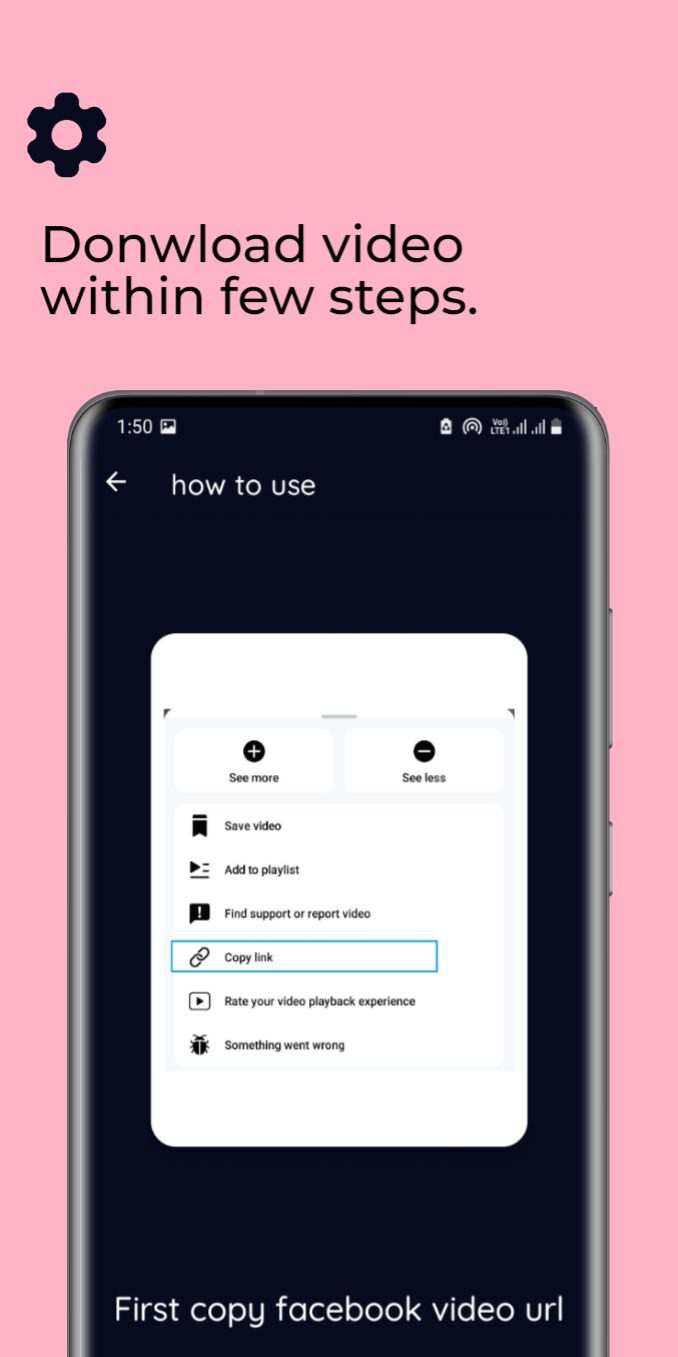 Donwload video
within few steps.
1:50
Vo)) LTE1
how to use
See more
See less
Save video
Add to playlist
Find support or report video
Copy link
Rate your video playback experience
Something went wrong
First copy facebook video url